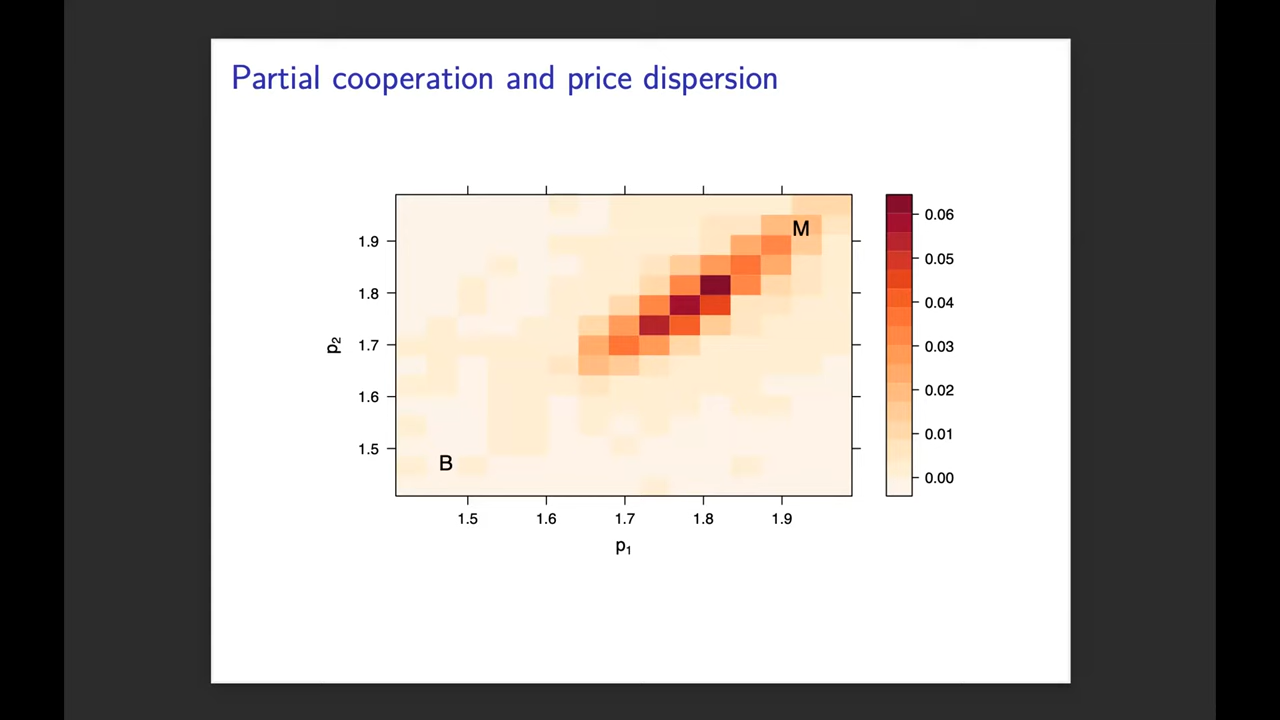 Partial cooperation and price dispersion
M
B
p₂
1.9
1.8
1.7
1.6
1.5
1.5 1.6 1.7 1.8 1.9
p₁
0.06
0.05
0.04
0.03
0.02
0.01
0.00